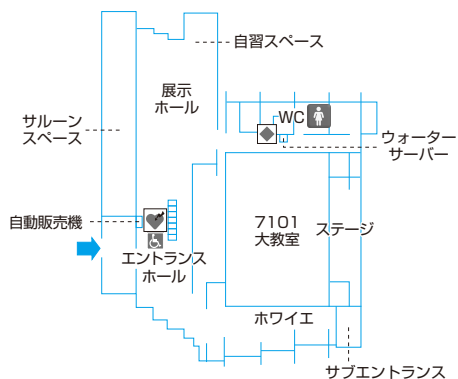 自習スペース
展示
ホール
サルーン
スペース
WC
ウォーター
サーバー
自動販売機
7101
大教室
ステージ
エントランス
ホール
ホワイエ
サブエントランス